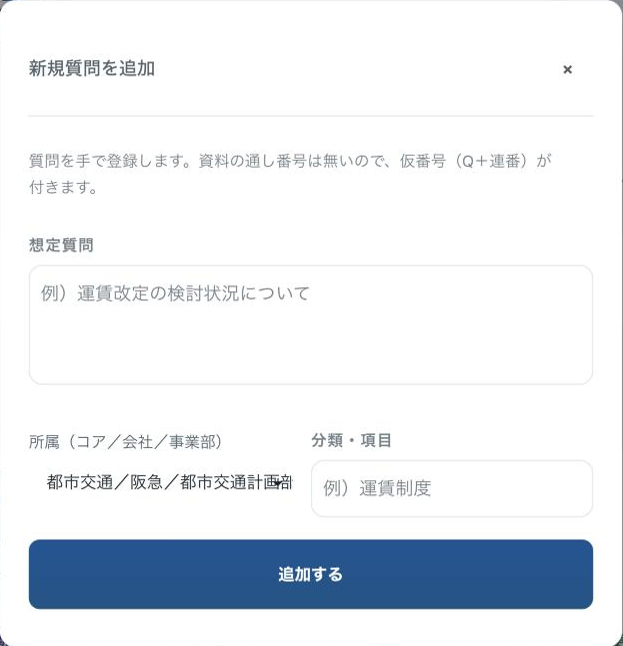 新規質問を追加
×
質問を手で登録します。資料の通し番号は無いので、仮番号（Q＋連番）が
付きます。
想定質問
例）運賃改定の検討状況について
所属（コア／会社／事業部）
分類・項目
都市交通／阪急／都市交通計画部
例）運賃制度
追加する